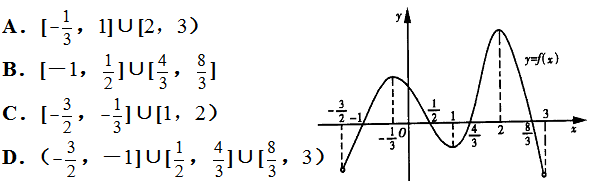 A. [-1/3, 1]∪[2, 3)
B. [-1, 1/2]∪[4/3, 8/3]
C. [-3/2, -1/3]∪[1, 2)
D. (-3/2, -1]∪[1/2, 4/3]∪[8/3, 3)
y
y=f(x)
-3/2 -1 1/2 1 3
-1/3 O 4/3 2 8/3 x